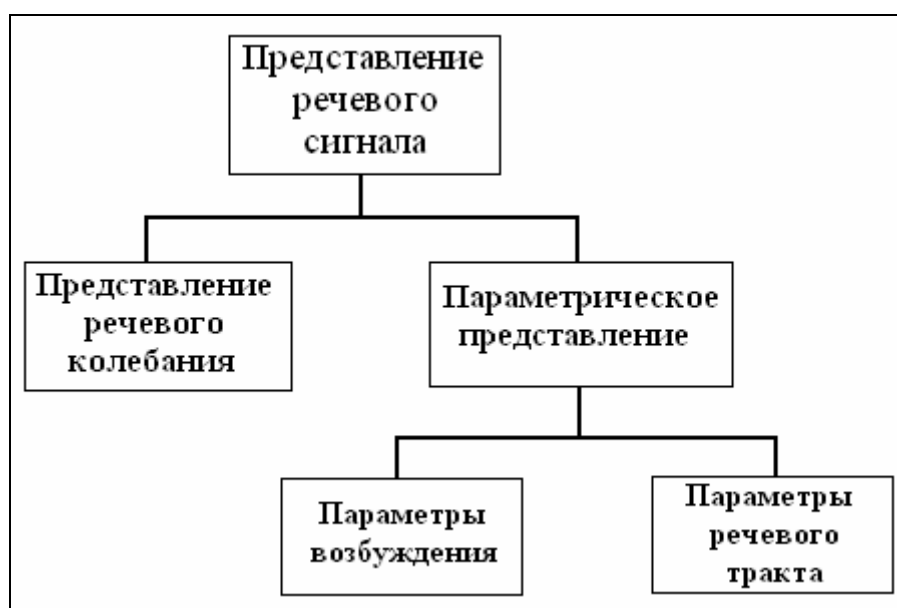 Представление
речевого
сигнала
Представление
речевого
колебания
Параметрическое
представление
Параметры
возбуждения
Параметры
речевого
тракта